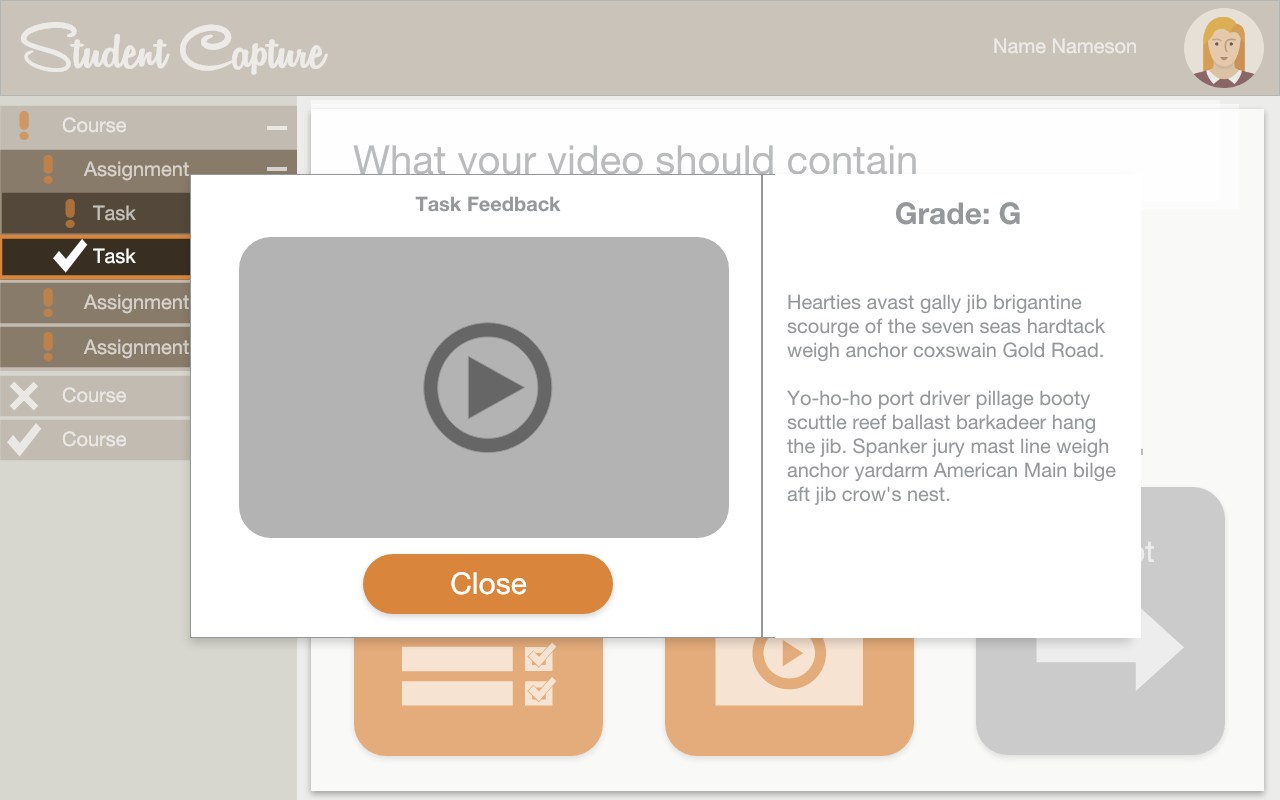 Student Capture
Name Nameson
Course
Assignment
Task
Task
Assignment
Assignment
Course
Course
What your video should contain
Task Feedback
Close
Grade: G
Hearties avast gally jib brigantine
scourge of the seven seas hardtack
weigh anchor coxswain Gold Road.
Yo-ho-ho port driver pillage booty
scuttle reef ballast barkadeer hang
the jib. Spanker jury mast line weigh
anchor yardarm American Main bilge
aft jib crow's nest.